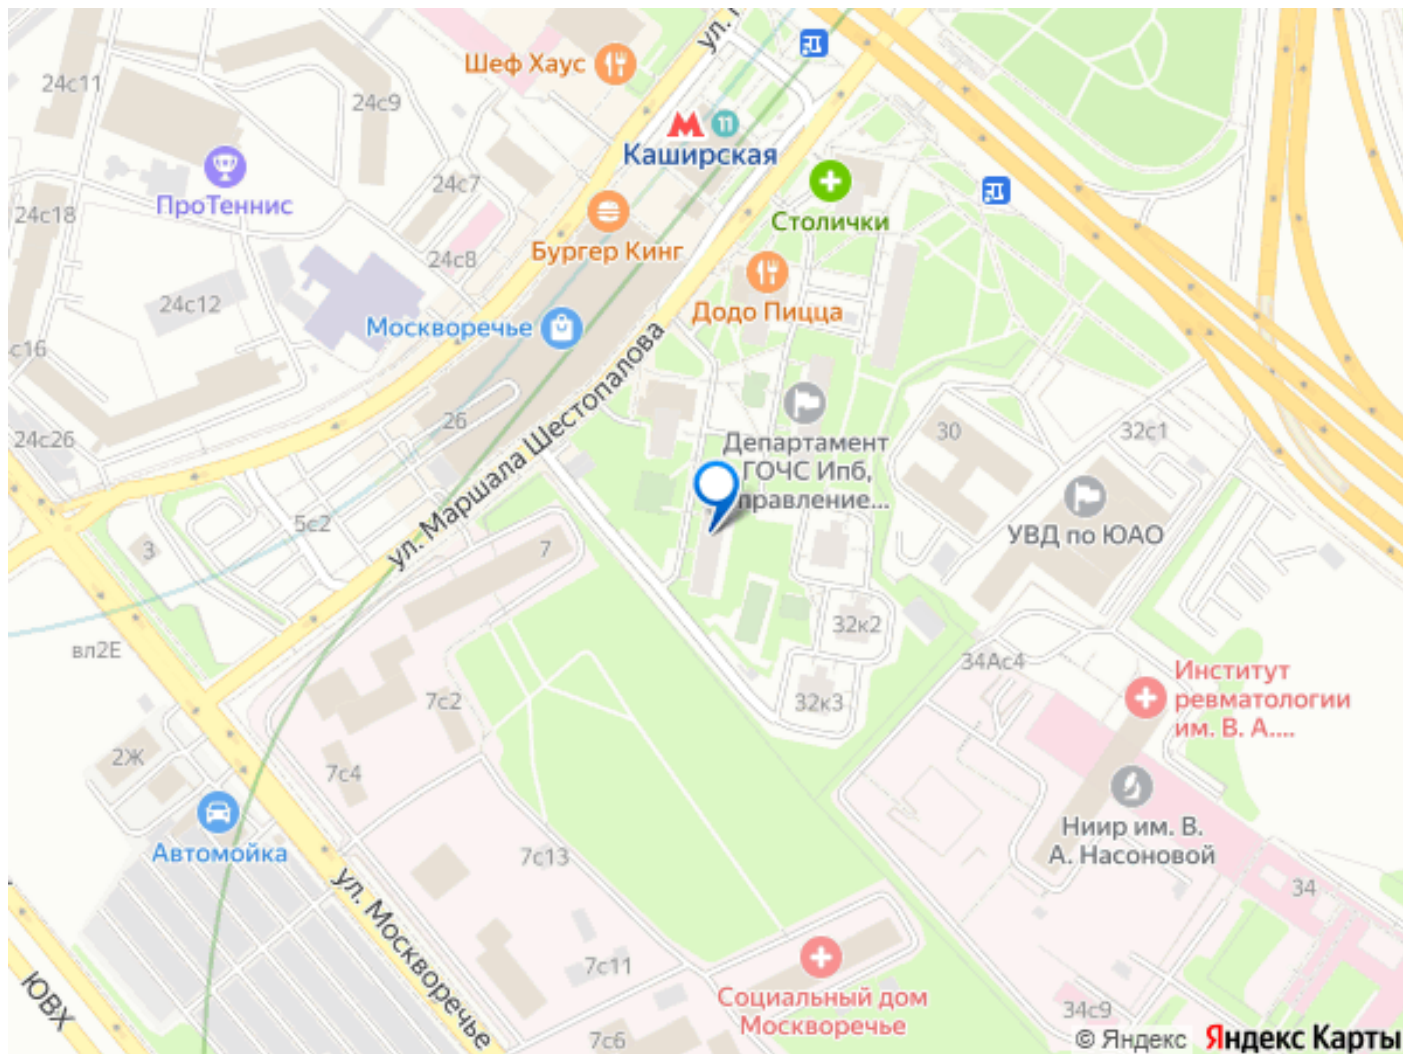 ул.
Шеф Хаус
24с11
24с9
11
Каширская
ПроТеннис
24с7
24с18
Столички
Бургер Кинг
24с8
Додо Пицца
24с12
Москворечье
с16
ул. Маршала Шестопалова
26
24с26
30
32с1
Департамент
ГОЧС Ипб,
правление...
УВД по ЮАО
5с2
3
7
32к2
вл2Е
34Ас4
Институт
ревматологии
им. В. А....
7с2
32к3
2Ж
7с4
Ниир им. В.
А. Насоновой
Автомойка
7с13
34
ул. Москворечье
7с11
ЮВХ
Социальный дом
Москворечье
34с9
7с6
© Яндекс Яндекс Карты